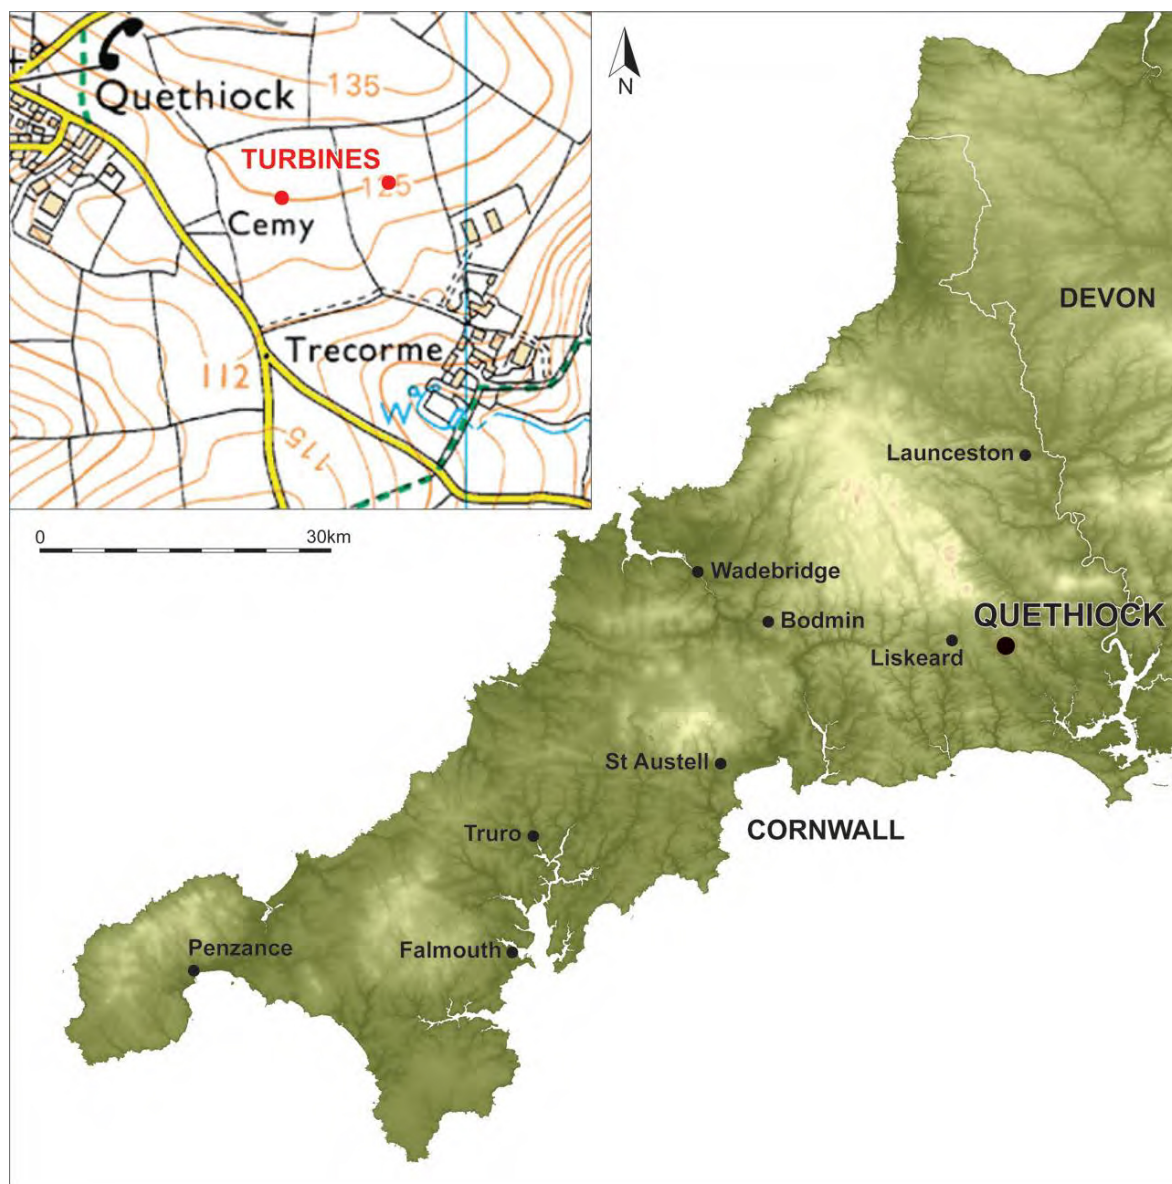 Quethiock
135
TURBINES
125
Cemy
Trecorme
112
W
115
N
DEVON
Launceston
0 30km
Wadebridge
QUETHIOCK
Bodmin
Liskeard
St Austell
CORNWALL
Truro
Penzance
Falmouth